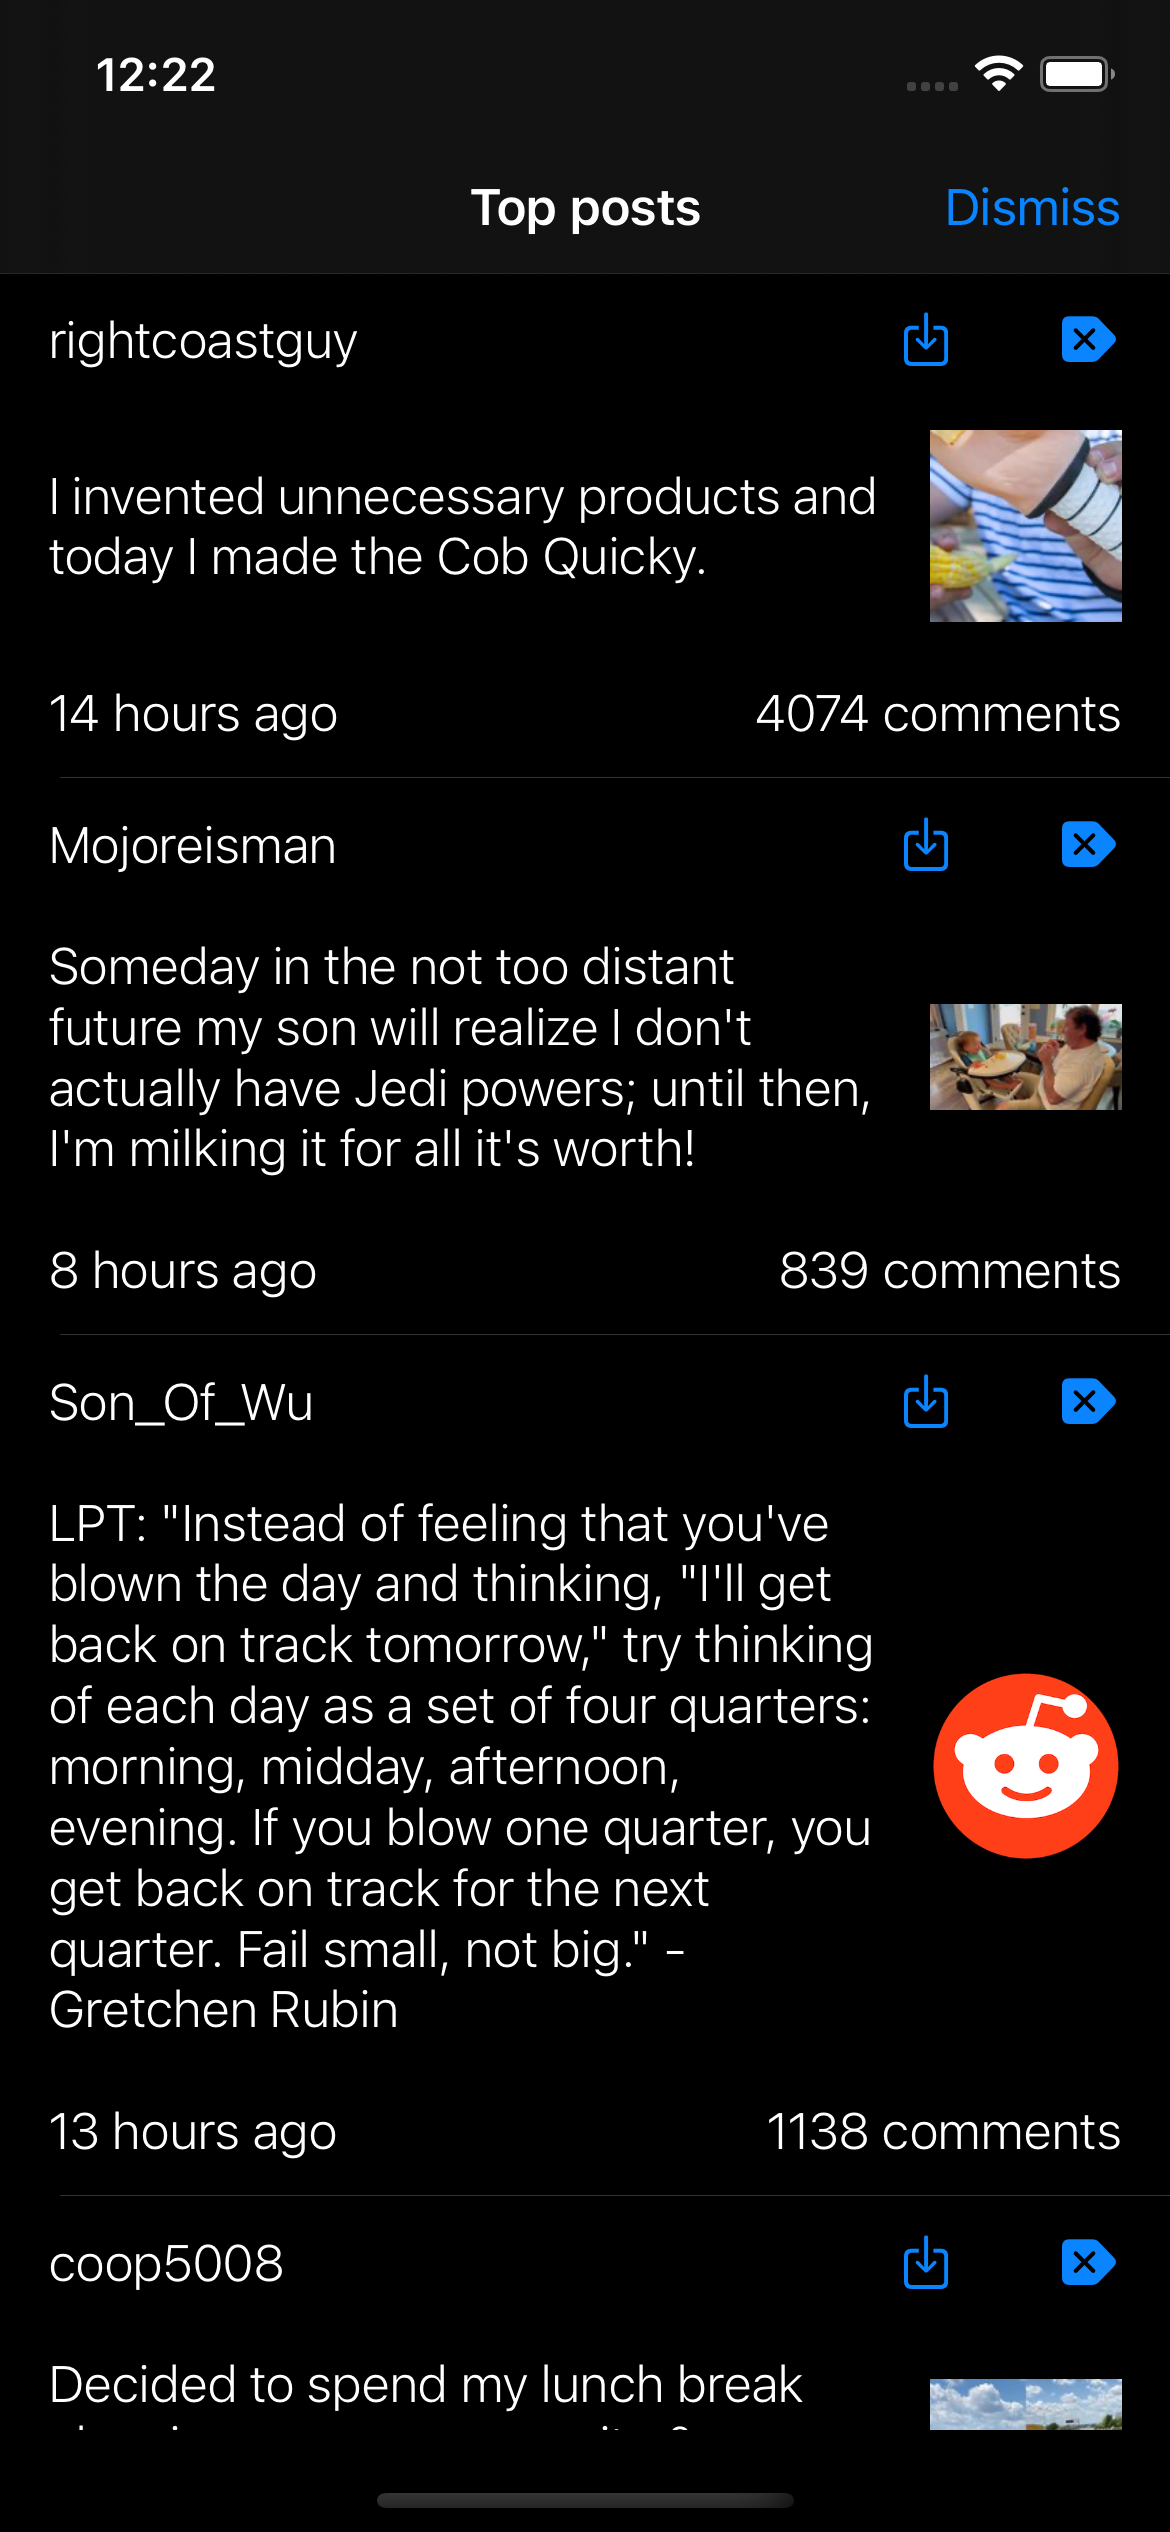 12:22
Top posts
Dismiss
rightcoastguy
I invented unnecessary products and
today I made the Cob Quicky.
14 hours ago
4074 comments
Mojoreisman
Someday in the not too distant
future my son will realize I don't
actually have Jedi powers; until then,
I'm milking it for all it's worth!
8 hours ago
839 comments
Son_Of_Wu
LPT: "Instead of feeling that you've
blown the day and thinking, "I'll get
back on track tomorrow," try thinking
of each day as a set of four quarters:
morning, midday, afternoon,
evening. If you blow one quarter, you
get back on track for the next
quarter. Fail small, not big." -
Gretchen Rubin
13 hours ago
1138 comments
coop5008
Decided to spend my lunch break